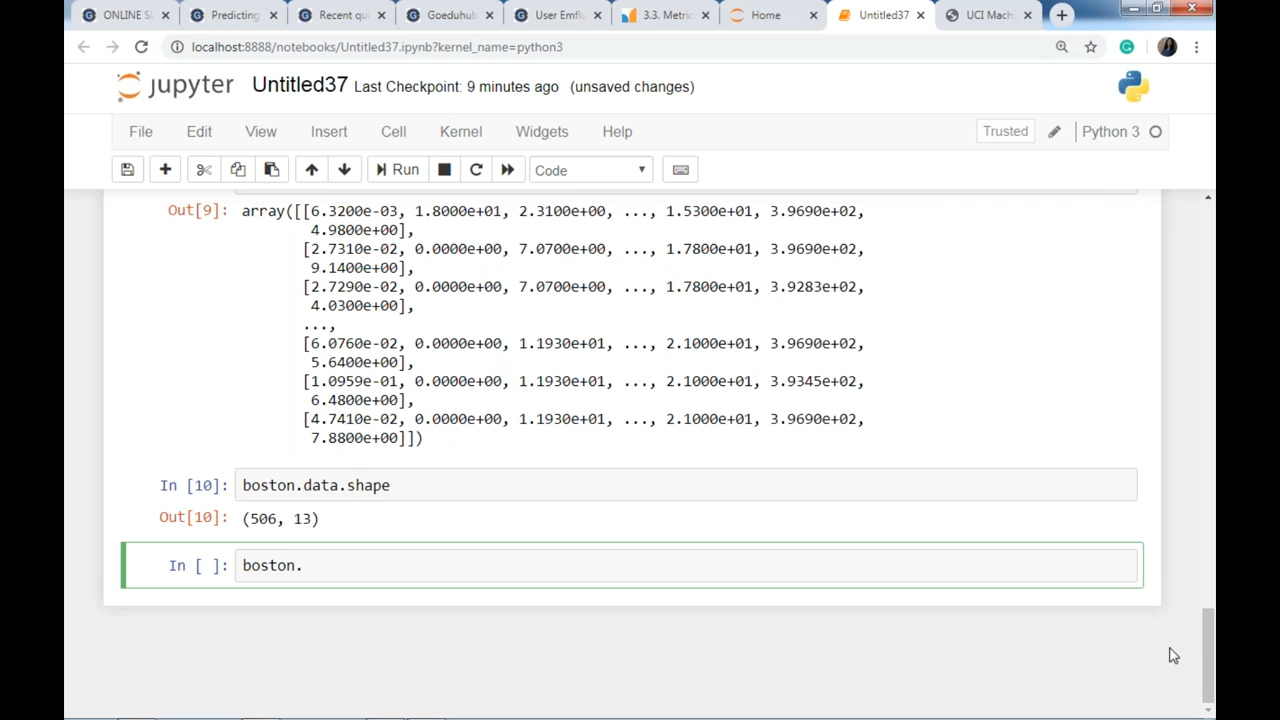 ONLINE S
Predicting
Recent qu
Goeduhub
User Emflu
3.3. Metric
Home
Untitled37
UCI Machi
localhost:8888/notebooks/Untitled37.ipynb?kernel_name=python3
jupyter Untitled37 Last Checkpoint: 9 minutes ago (unsaved changes)
File Edit View Insert Cell Kernel Widgets Help Trusted Python 3
Run Code
Out[9]: array([[6.3200e-03, 1.8000e+01, 2.3100e+00, ..., 1.5300e+01, 3.9690e+02,
4.9800e+00],
[2.7310e-02, 0.0000e+00, 7.0700e+00, ..., 1.7800e+01, 3.9690e+02,
9.1400e+00],
[2.7290e-02, 0.0000e+00, 7.0700e+00, ..., 1.7800e+01, 3.9283e+02,
4.0300e+00],
...,
[6.0760e-02, 0.0000e+00, 1.1930e+01, ..., 2.1000e+01, 3.9690e+02,
5.6400e+00],
[1.0959e-01, 0.0000e+00, 1.1930e+01, ..., 2.1000e+01, 3.9345e+02,
6.4800e+00],
[4.7410e-02, 0.0000e+00, 1.1930e+01, ..., 2.1000e+01, 3.9690e+02,
7.8800e+00]])
In [10]: boston.data.shape
Out[10]: (506, 13)
In [ ]: boston.